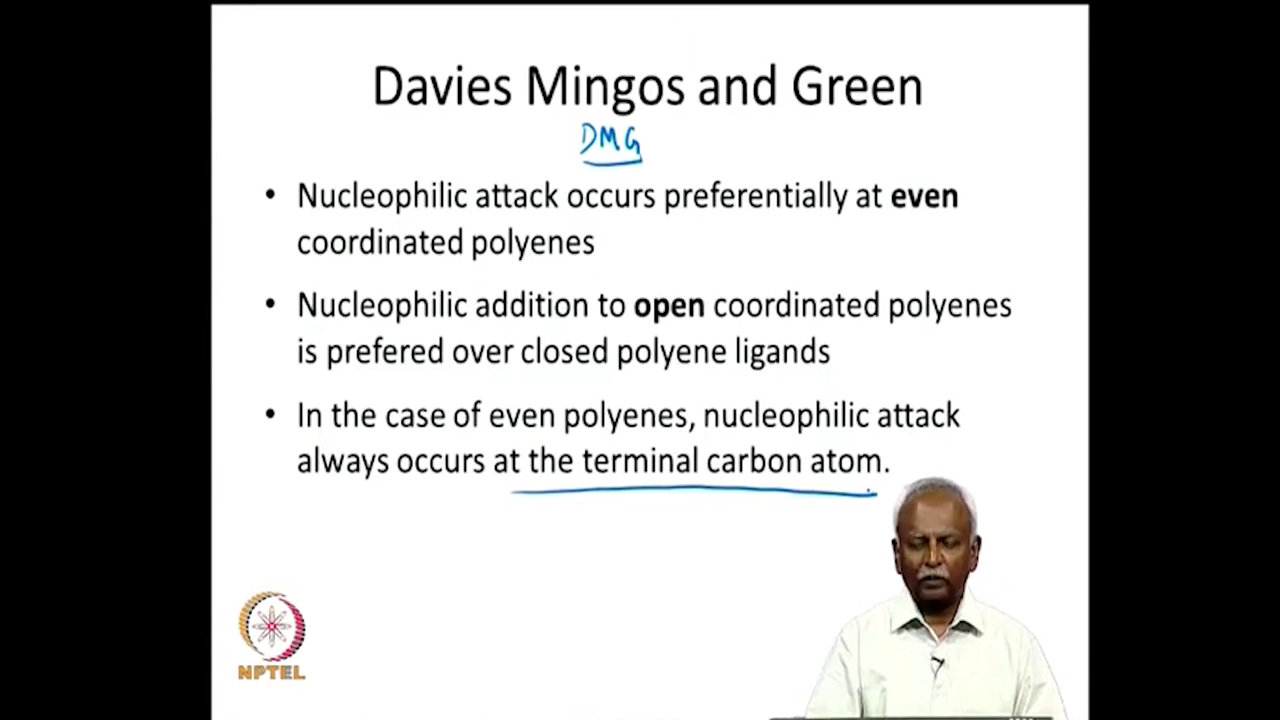 Davies Mingos and Green
DMG
• Nucleophilic attack occurs preferentially at even
coordinated polyenes
• Nucleophilic addition to open coordinated polyenes
is prefered over closed polyene ligands
• In the case of even polyenes, nucleophilic attack
always occurs at the terminal carbon atom.
NPTEL